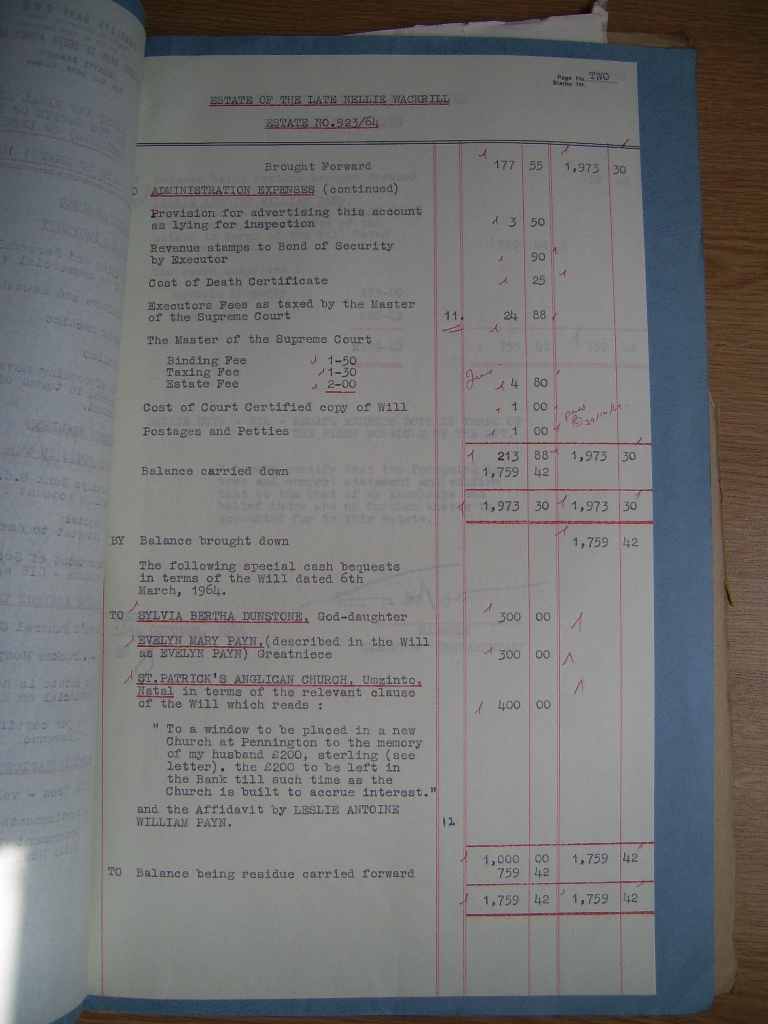 Page No. TWO
Bladsy Nr.
ESTATE OF THE LATE NELLIE WACKRILL
ESTATE NO.923/64
Brought Forward 177 55 1,973 30
ADMINISTRATION EXPENSES (continued)
Provision for advertising this account
as lying for inspection 3 50
Revenue stamps to Bond of Security
by Executor 90
Cost of Death Certificate 25
Executors Fees as taxed by the Master
of the Supreme Court 11. 24 88
The Master of the Supreme Court
Binding Fee 1-50
Taxing Fee 1-30
Estate Fee 2-00 4 80
Cost of Court Certified copy of Will 1 00
Postages and Petties 1 00
213 88 1,973 30
Balance carried down 1,759 42
1,973 30 1,973 30
BY Balance brought down 1,759 42
The following special cash bequests
in terms of the Will dated 6th
March, 1964.
TO SYLVIA BERTHA DUNSTONE, God-daughter 300 00
EVELYN MARY PAYN.(described in the Will
as EVELYN PAYN) Greatniece 300 00
ST.PATRICK'S ANGLICAN CHURCH, Umzinto,
Natal in terms of the relevant clause
of the Will which reads : 400 00
" To a window to be placed in a new
Church at Pennington to the memory
of my husband £200, sterling (see
letter). the £200 to be left in
the Bank till such time as the
Church is built to accrue interest."
and the Affidavit by LESLIE ANTOINE
WILLIAM PAYN. 12
1,000 00 1,759 42
TO Balance being residue carried forward 759 42
1,759 42 1,759 42